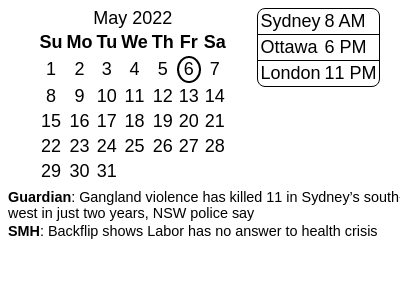 May 2022
Su Mo Tu We Th Fr Sa
1 2 3 4 5 6 7
8 9 10 11 12 13 14
15 16 17 18 19 20 21
22 23 24 25 26 27 28
29 30 31
Sydney 8 AM
Ottawa 6 PM
London 11 PM
Guardian: Gangland violence has killed 11 in Sydney’s south-
west in just two years, NSW police say
SMH: Backflip shows Labor has no answer to health crisis